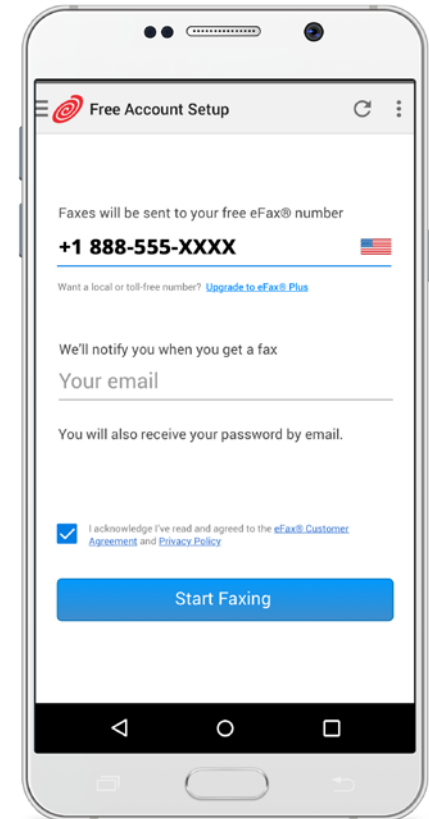 Free Account Setup
Faxes will be sent to your free eFax® number
+1 888-555-XXXX
Want a local or toll-free number? Upgrade to eFax® Plus
We'll notify you when you get a fax
Your email
You will also receive your password by email.
I acknowledge I've read and agreed to the eFax® Customer
Agreement and Privacy Policy
Start Faxing